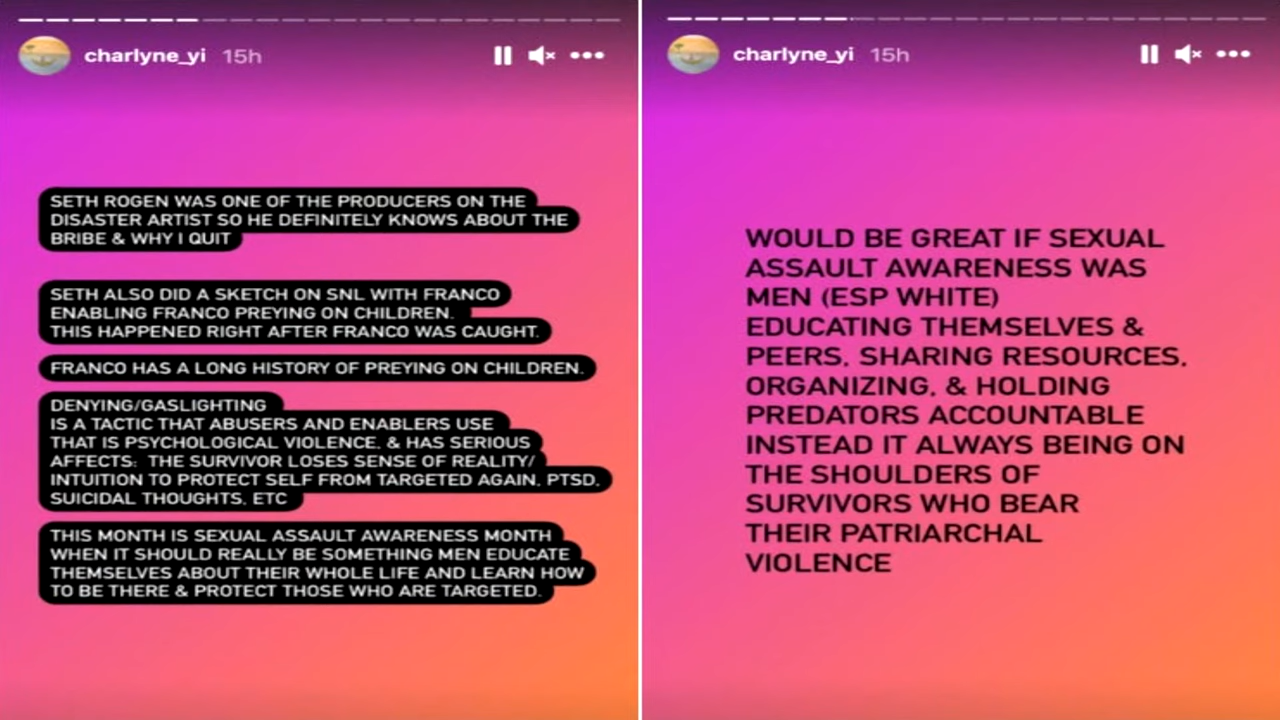 charlyne_yi 15h
SETH ROGEN WAS ONE OF THE PRODUCERS ON THE
DISASTER ARTIST SO HE DEFINITELY KNOWS ABOUT THE
BRIBE & WHY I QUIT
SETH ALSO DID A SKETCH ON SNL WITH FRANCO
ENABLING FRANCO PREYING ON CHILDREN.
THIS HAPPENED RIGHT AFTER FRANCO WAS CAUGHT.
FRANCO HAS A LONG HISTORY OF PREYING ON CHILDREN.
DENYING/GASLIGHTING
IS A TACTIC THAT ABUSERS AND ENABLERS USE
THAT IS PSYCHOLOGICAL VIOLENCE, & HAS SERIOUS
AFFECTS: THE SURVIVOR LOSES SENSE OF REALITY/
INTUITION TO PROTECT SELF FROM TARGETED AGAIN, PTSD,
SUICIDAL THOUGHTS, ETC
THIS MONTH IS SEXUAL ASSAULT AWARENESS MONTH
WHEN IT SHOULD REALLY BE SOMETHING MEN EDUCATE
THEMSELVES ABOUT THEIR WHOLE LIFE AND LEARN HOW
TO BE THERE & PROTECT THOSE WHO ARE TARGETED.
charlyne_yi 15h
WOULD BE GREAT IF SEXUAL
ASSAULT AWARENESS WAS
MEN (ESP WHITE)
EDUCATING THEMSELVES &
PEERS, SHARING RESOURCES,
ORGANIZING, & HOLDING
PREDATORS ACCOUNTABLE
INSTEAD IT ALWAYS BEING ON
THE SHOULDERS OF
SURVIVORS WHO BEAR
THEIR PATRIARCHAL
VIOLENCE